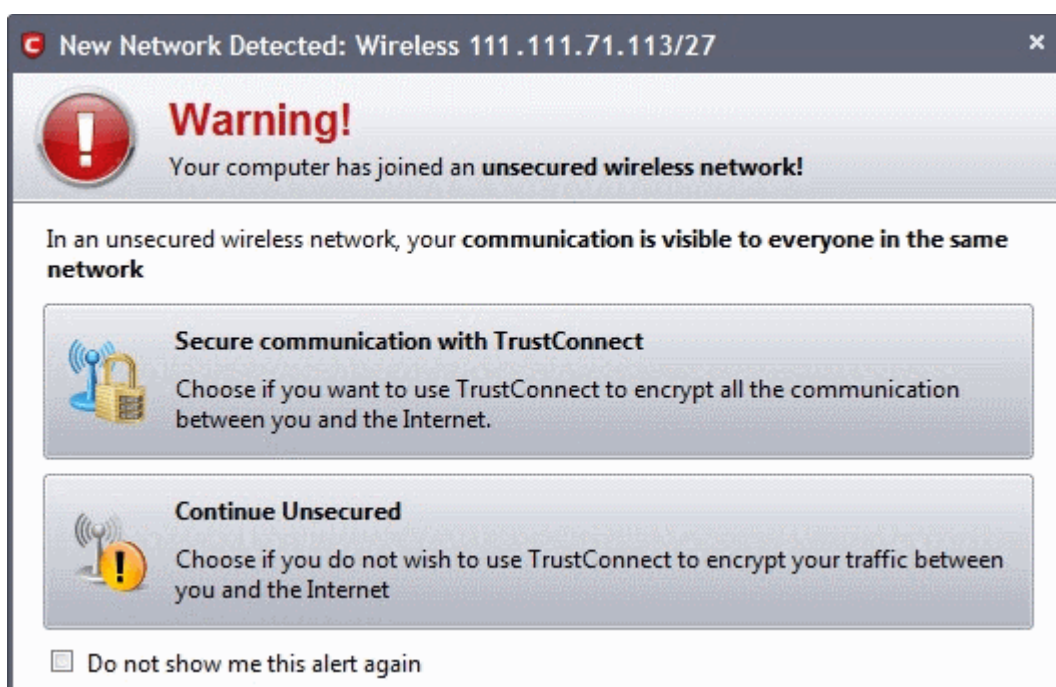 New Network Detected: Wireless 111.111.71.113/27
Warning!
Your computer has joined an unsecured wireless network!
In an unsecured wireless network, your communication is visible to everyone in the same
network
Secure communication with TrustConnect
Choose if you want to use TrustConnect to encrypt all the communication
between you and the Internet.
Continue Unsecured
Choose if you do not wish to use TrustConnect to encrypt your traffic between
you and the Internet
Do not show me this alert again